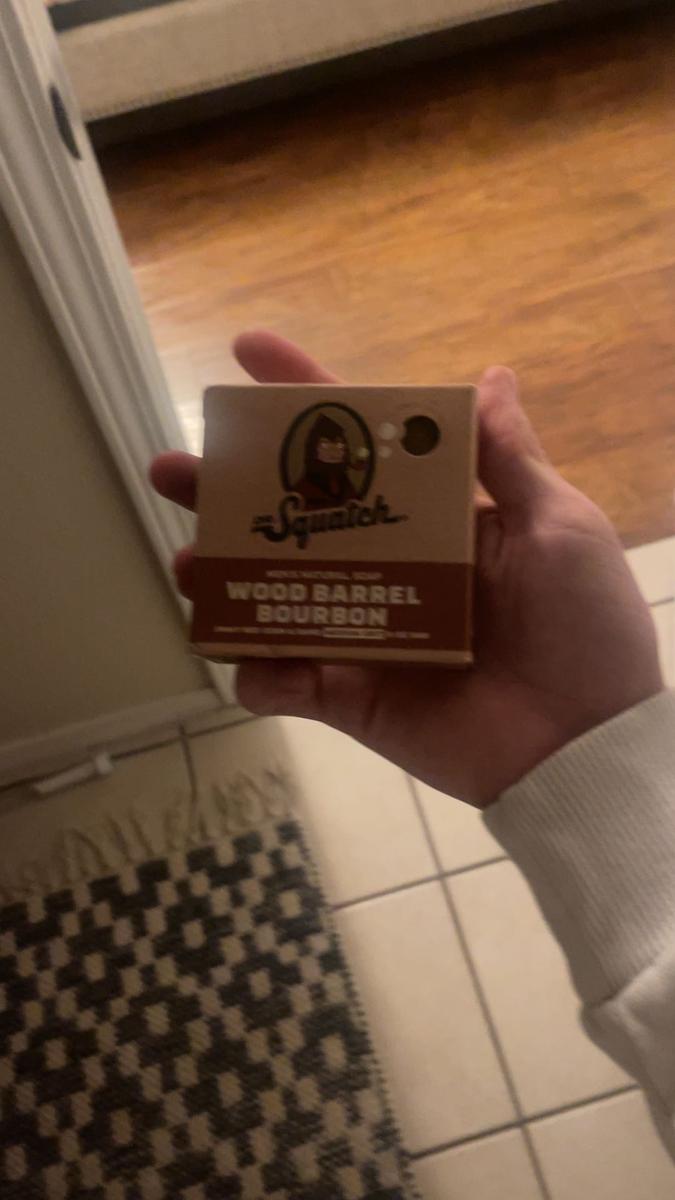 DR.
Squatch
MEN'S NATURAL SOAP
WOOD BARREL
BOURBON